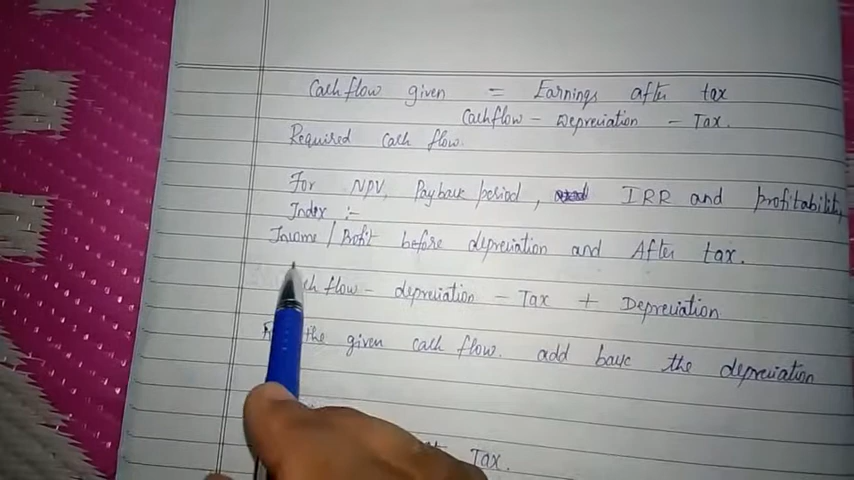 Cash flow given = Earnings after tax
Cashflow - Depreciation - Tax.
Required cash flow.
For NPV, Payback period, IRR and profitability,
Index :-
Income / Profit before depreciation and After tax.
flow - depreciation - Tax + Depreciation
the given cash flow. add back the depreciation
Tax.